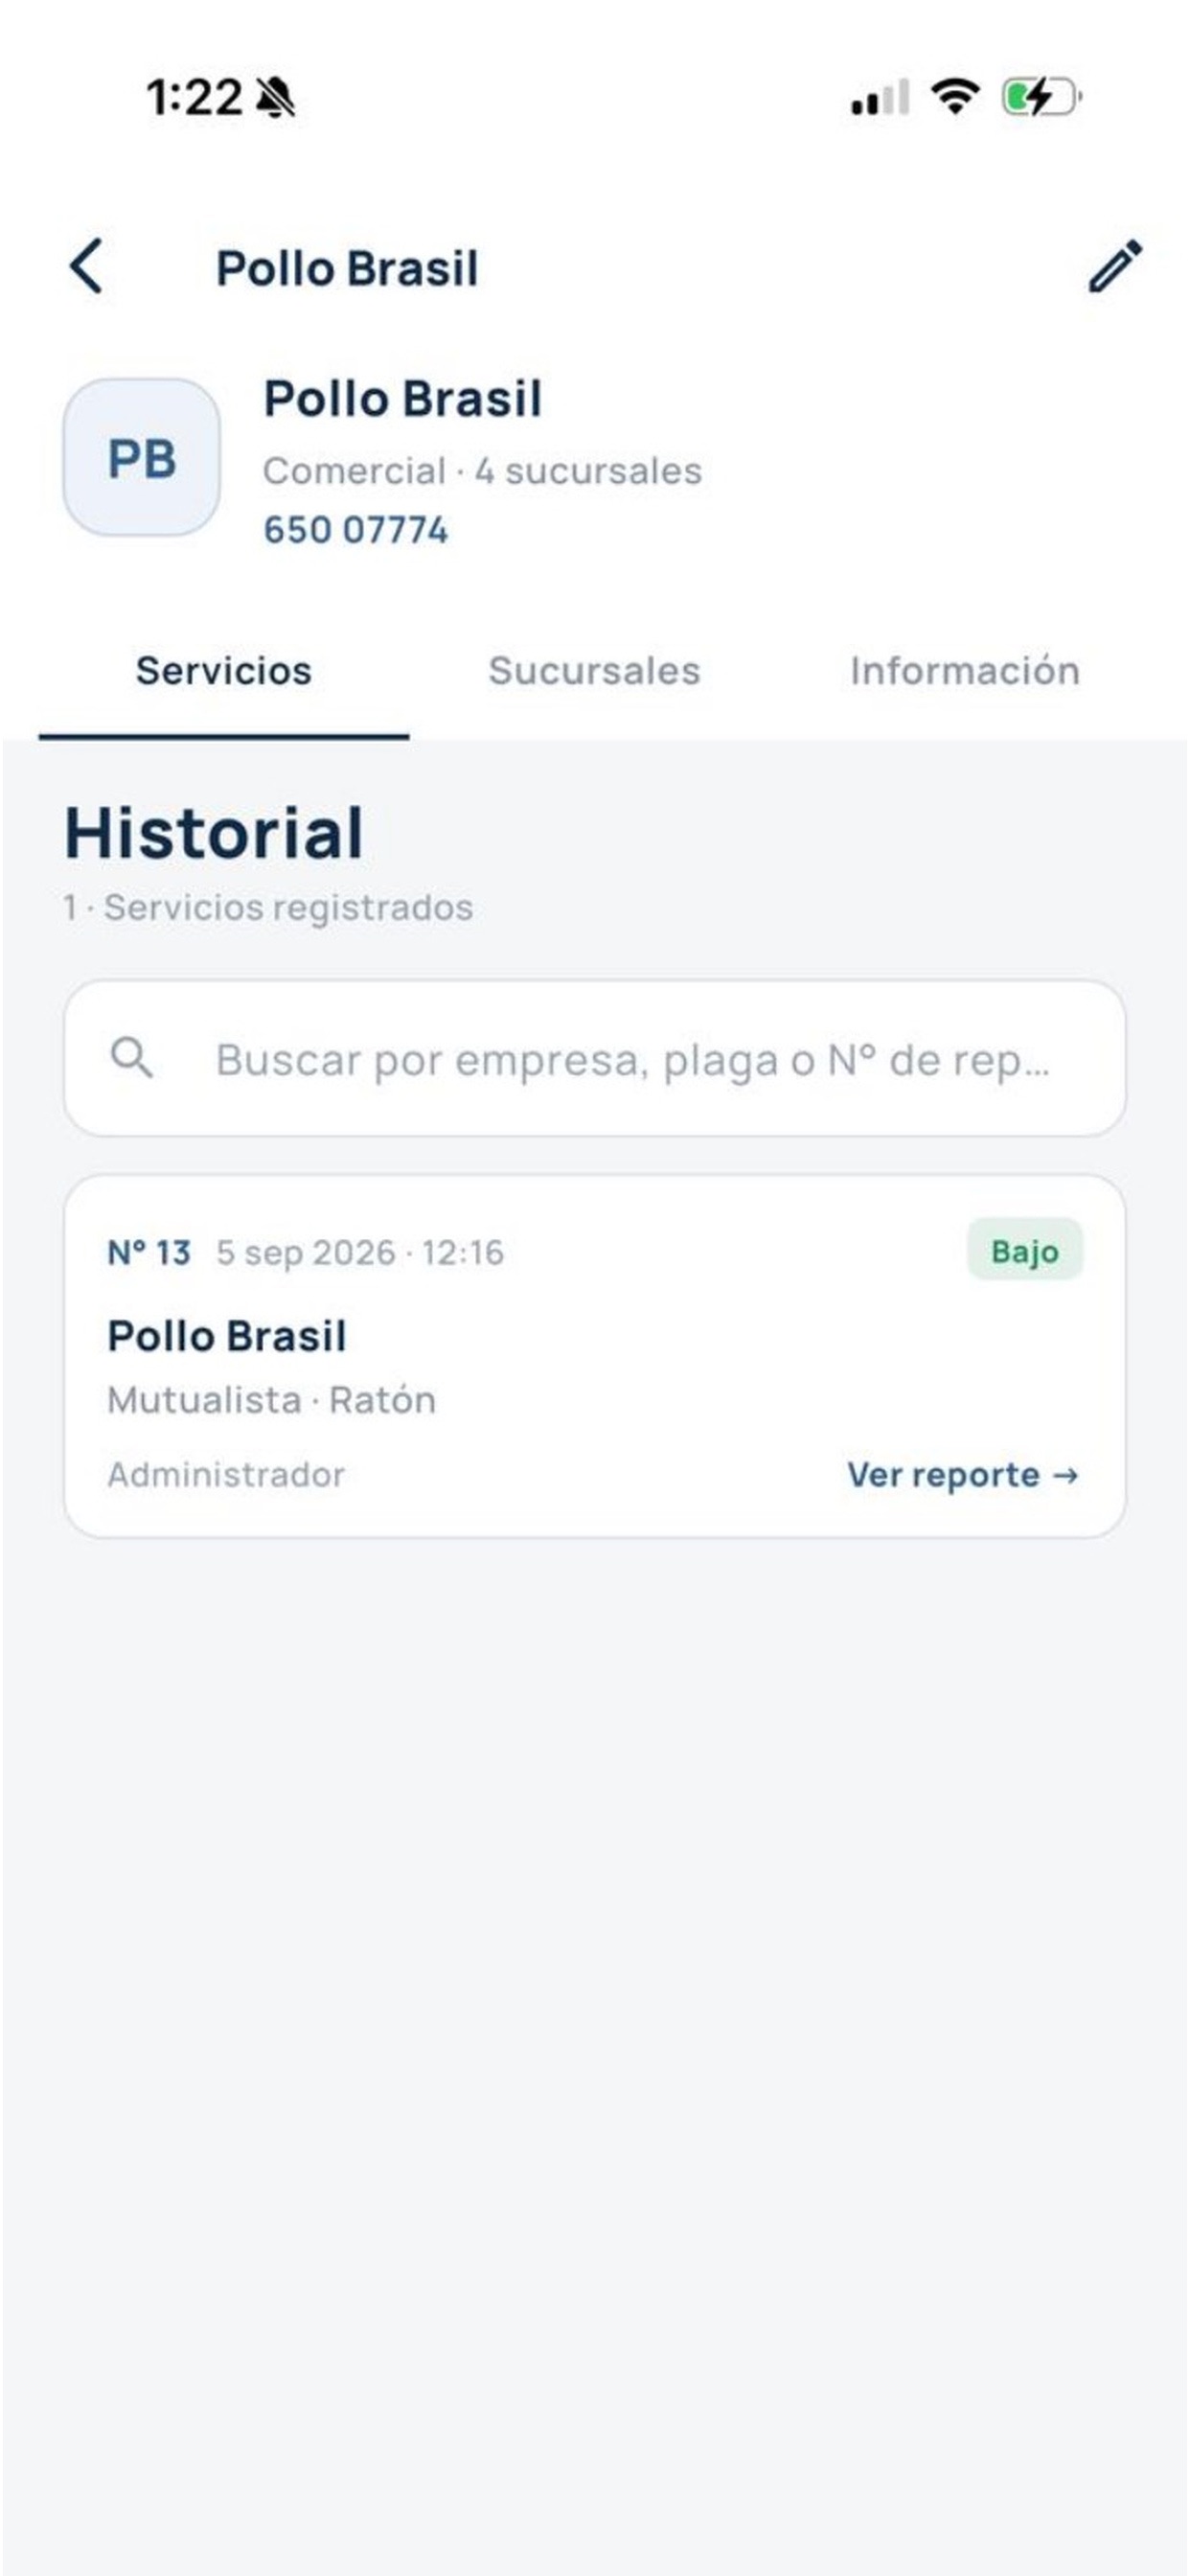 1:22
Pollo Brasil
PB
Pollo Brasil
Comercial · 4 sucursales
650 07774
Servicios
Sucursales
Información
Historial
1 · Servicios registrados
Buscar por empresa, plaga o Nº de rep...
Nº 13 5 sep 2026 · 12:16
Bajo
Pollo Brasil
Mutualista · Ratón
Administrador
Ver reporte →